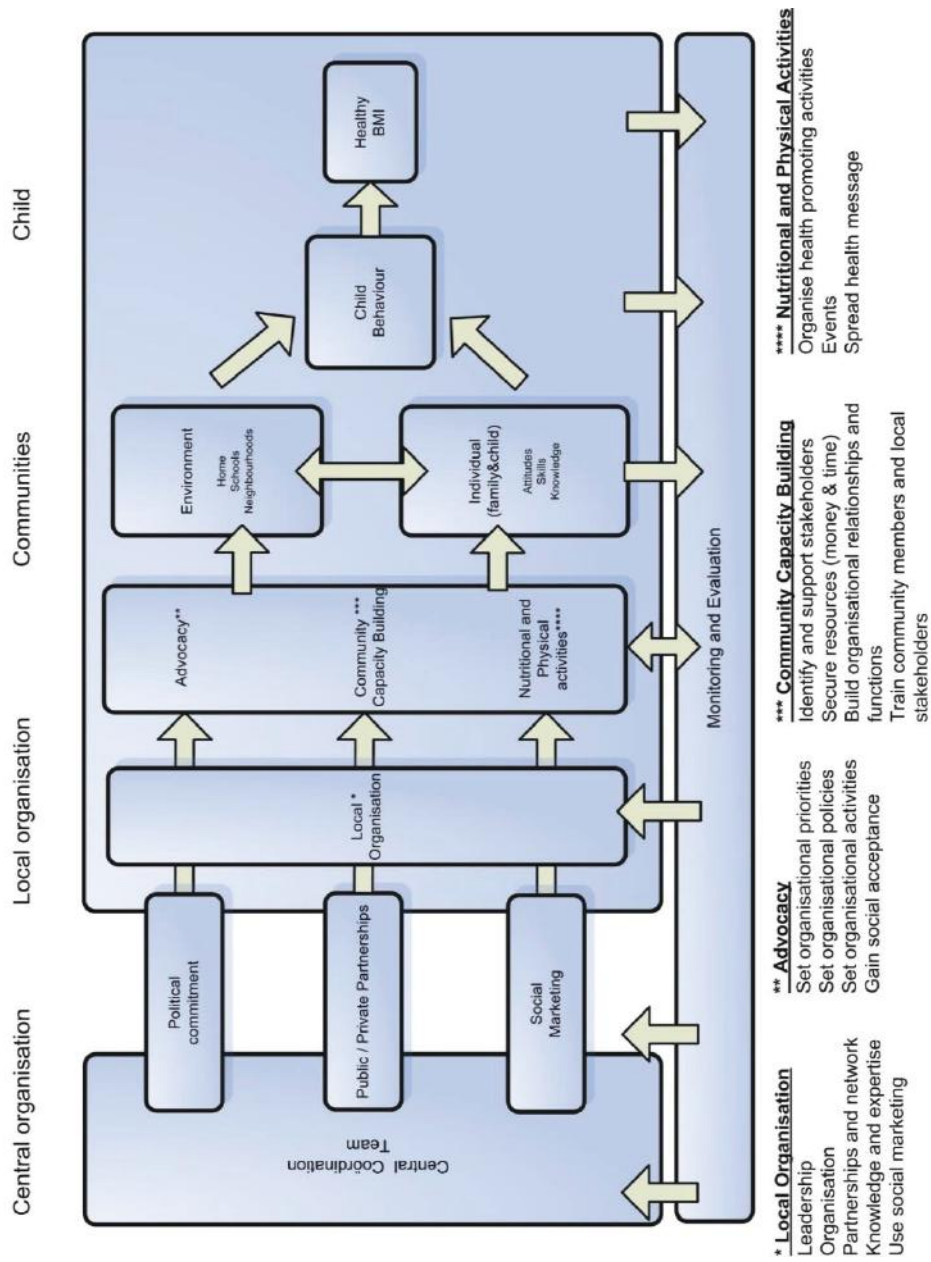 Central organisation
Local organisation
Communities
Child
Central Coördination
Team
Political
commitment
Public / Private Partnerships
Social
Marketing
Local *
Organisation
Advocacy**
Community ***
Capacity Building
Nutritional and
Physical
activities****
Environment
Home
Schools
Neighbourhoods
Individual
(family&child)
Attitudes
Skills
Knowledge
Child
Behaviour
Healthy
BMI
Monitoring and Evaluation
* Local Organisation
Leadership
Organisation
Partnerships and network
Knowledge and expertise
Use social marketing
** Advocacy
Set organisational priorities
Set organisational policies
Set organisational activities
Gain social acceptance
*** Community Capacity Building
Identify and support stakeholders
Secure resources (money & time)
Build organisational relationships and
functions
Train community members and local
stakeholders
**** Nutritional and Physical Activities
Organise health promoting activities
Events
Spread health message